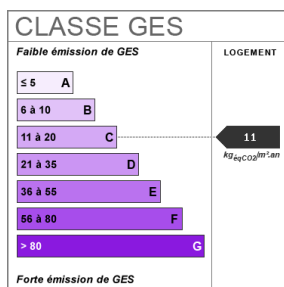 CLASSE GES
Faible émission de GES
LOGEMENT
≤ 5 A
6 à 10 B
11 à 20 C
11
kgéqCO2/m².an
21 à 35 D
36 à 55 E
56 à 80 F
> 80 G
Forte émission de GES